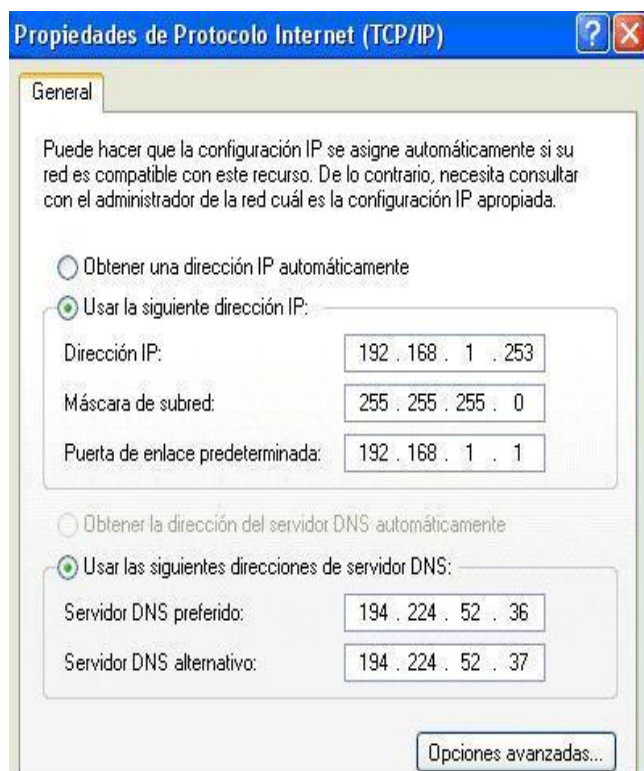 Propiedades de Protocolo Internet (TCP/IP)
General
Puede hacer que la configuración IP se asigne automáticamente si su
red es compatible con este recurso. De lo contrario, necesita consultar
con el administrador de la red cuál es la configuración IP apropiada.
Obtener una dirección IP automáticamente
Usar la siguiente dirección IP:
Dirección IP: 192 . 168 . 1 . 253
Máscara de subred: 255 . 255 . 255 . 0
Puerta de enlace predeterminada: 192 . 168 . 1 . 1
Obtener la dirección del servidor DNS automáticamente
Usar las siguientes direcciones de servidor DNS:
Servidor DNS preferido: 194 . 224 . 52 . 36
Servidor DNS alternativo: 194 . 224 . 52 . 37
Opciones avanzadas...